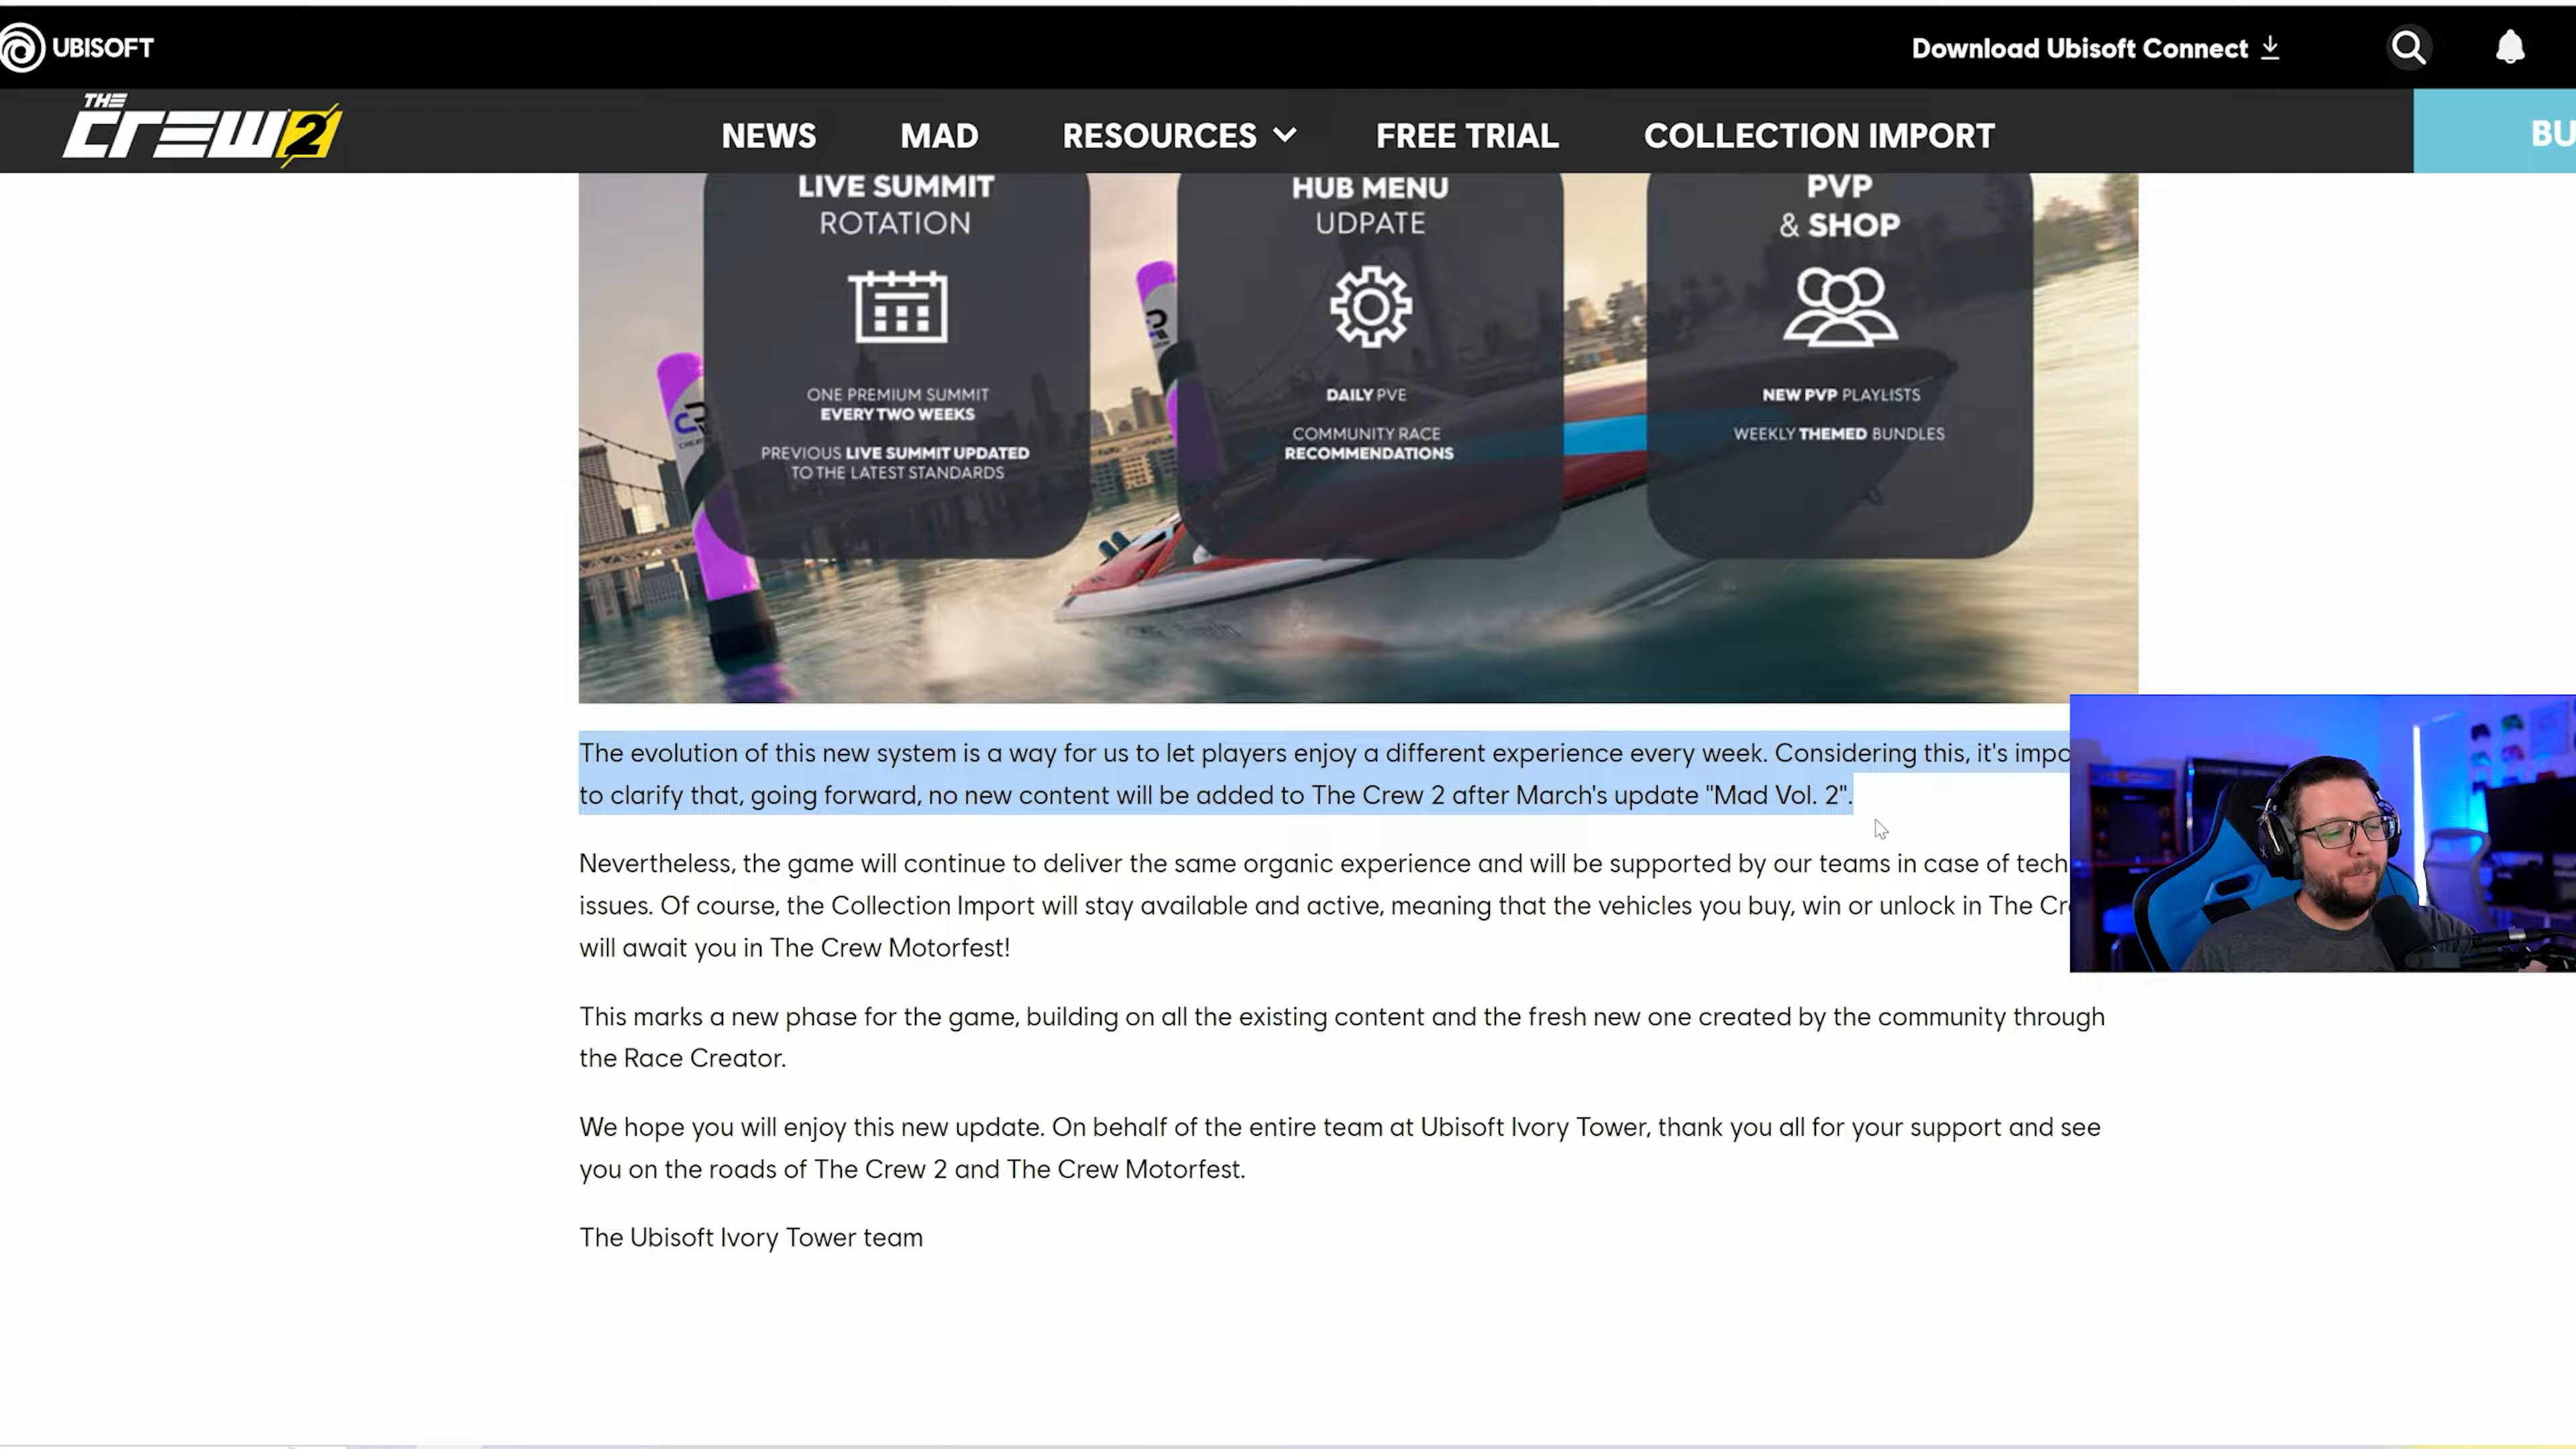 UBISOFT
Download Ubisoft Connect
THE CREW 2
NEWS MAD RESOURCES FREE TRIAL COLLECTION IMPORT
LIVE SUMMIT
ROTATION
ONE PREMIUM SUMMIT
EVERY TWO WEEKS
PREVIOUS LIVE SUMMIT UPDATED
TO THE LATEST STANDARDS
HUB MENU
UDPATE
DAILY PVE
COMMUNITY RACE
RECOMMENDATIONS
PVP
& SHOP
NEW PVP PLAYLISTS
WEEKLY THEMED BUNDLES
The evolution of this new system is a way for us to let players enjoy a different experience every week. Considering this, it's impo
to clarify that, going forward, no new content will be added to The Crew 2 after March's update "Mad Vol. 2".
Nevertheless, the game will continue to deliver the same organic experience and will be supported by our teams in case of tech
issues. Of course, the Collection Import will stay available and active, meaning that the vehicles you buy, win or unlock in The Cr
will await you in The Crew Motorfest!
This marks a new phase for the game, building on all the existing content and the fresh new one created by the community through
the Race Creator.
We hope you will enjoy this new update. On behalf of the entire team at Ubisoft Ivory Tower, thank you all for your support and see
you on the roads of The Crew 2 and The Crew Motorfest.
The Ubisoft Ivory Tower team